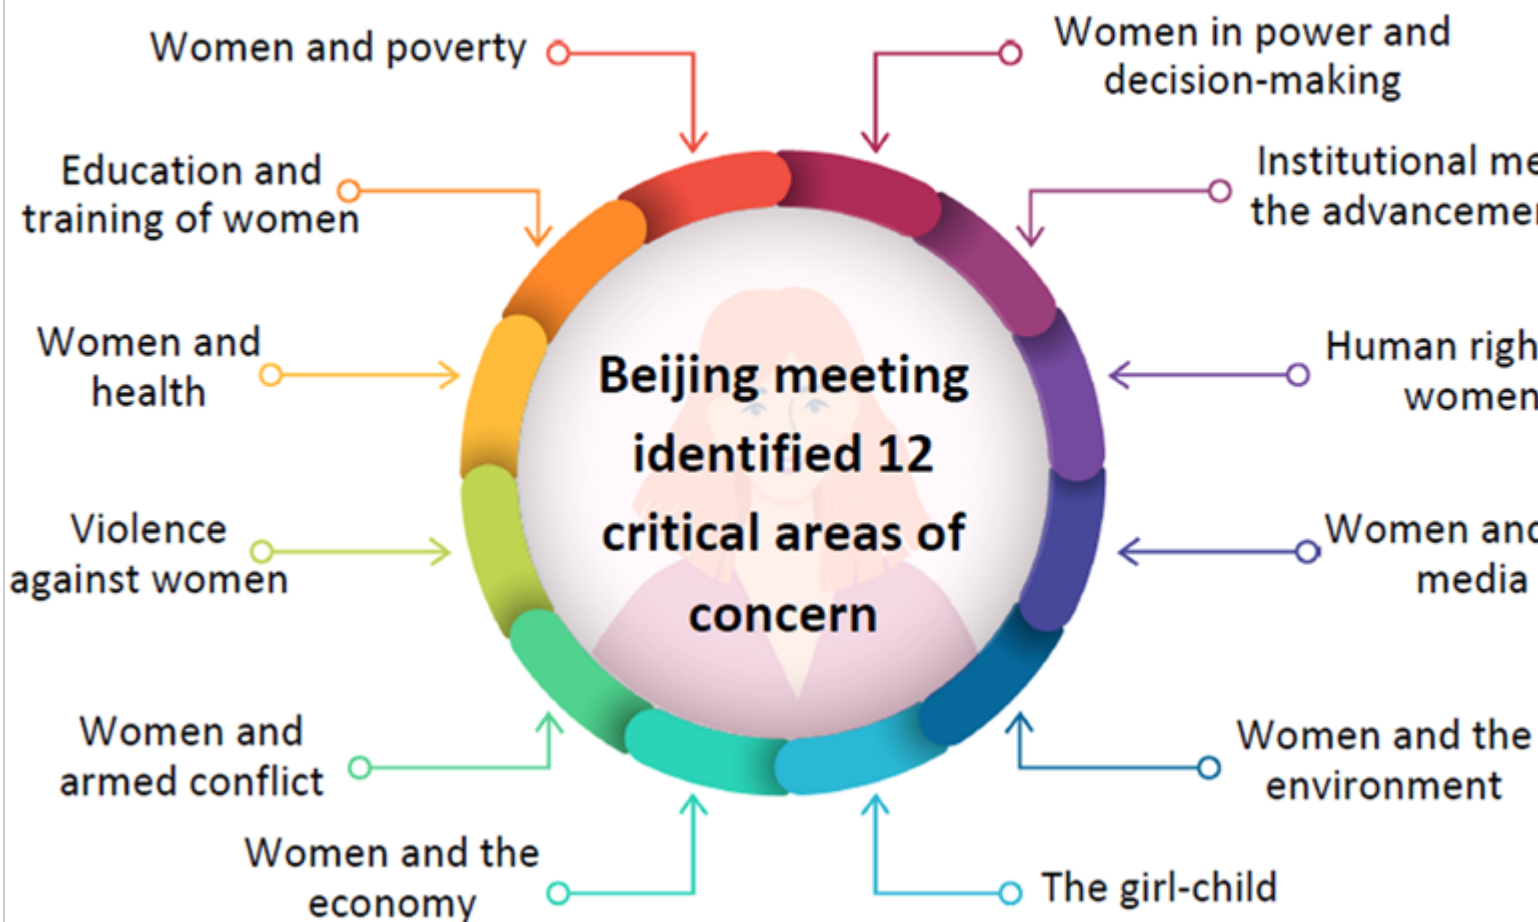 Women and poverty
Women in power and
decision-making
Education and
training of women
Institutional me
the advancemen
Women and
health
Human righ
women
Beijing meeting
identified 12
critical areas of
concern
Violence
against women
Women and
media
Women and
armed conflict
Women and the
environment
Women and the
economy
The girl-child